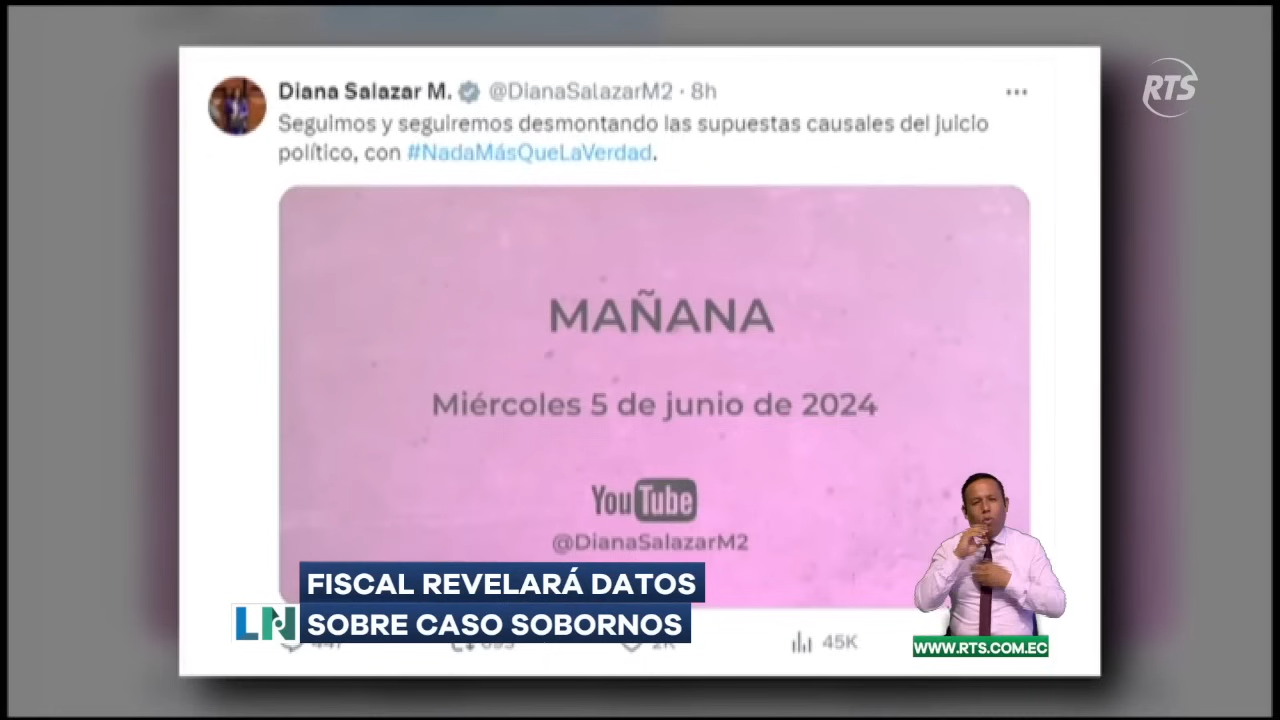 RTS
Diana Salazar M. @DianaSalazarM2 · 8h
Seguimos y seguiremos desmontando las supuestas causales del juicio
político, con #NadaMásQueLaVerdad.
MAÑANA
Miércoles 5 de junio de 2024
YouTube
@DianaSalazarM2
FISCAL REVELARÁ DATOS
LN SOBRE CASO SOBORNOS
45K
WWW.RTS.COM.EC